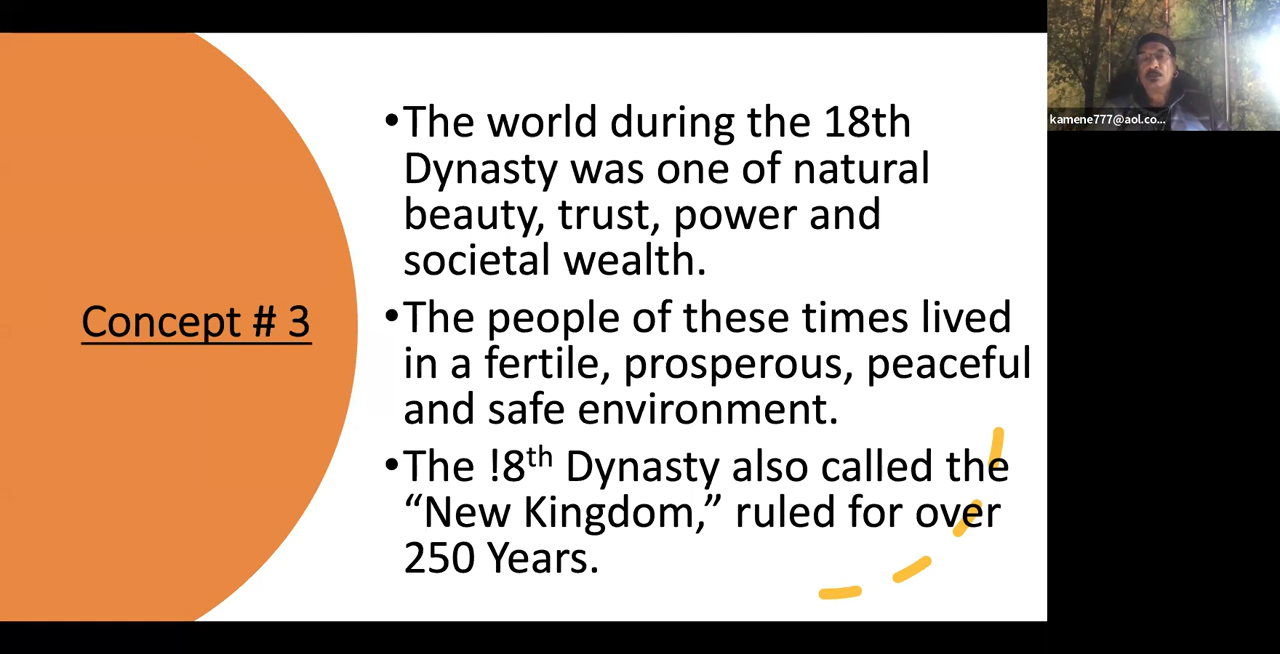 Concept # 3
•The world during the 18th
Dynasty was one of natural
beauty, trust, power and
societal wealth.
•The people of these times lived
in a fertile, prosperous, peaceful
and safe environment.
•The !8th Dynasty also called the
“New Kingdom,” ruled for over
250 Years.
kamene777@aol.co...